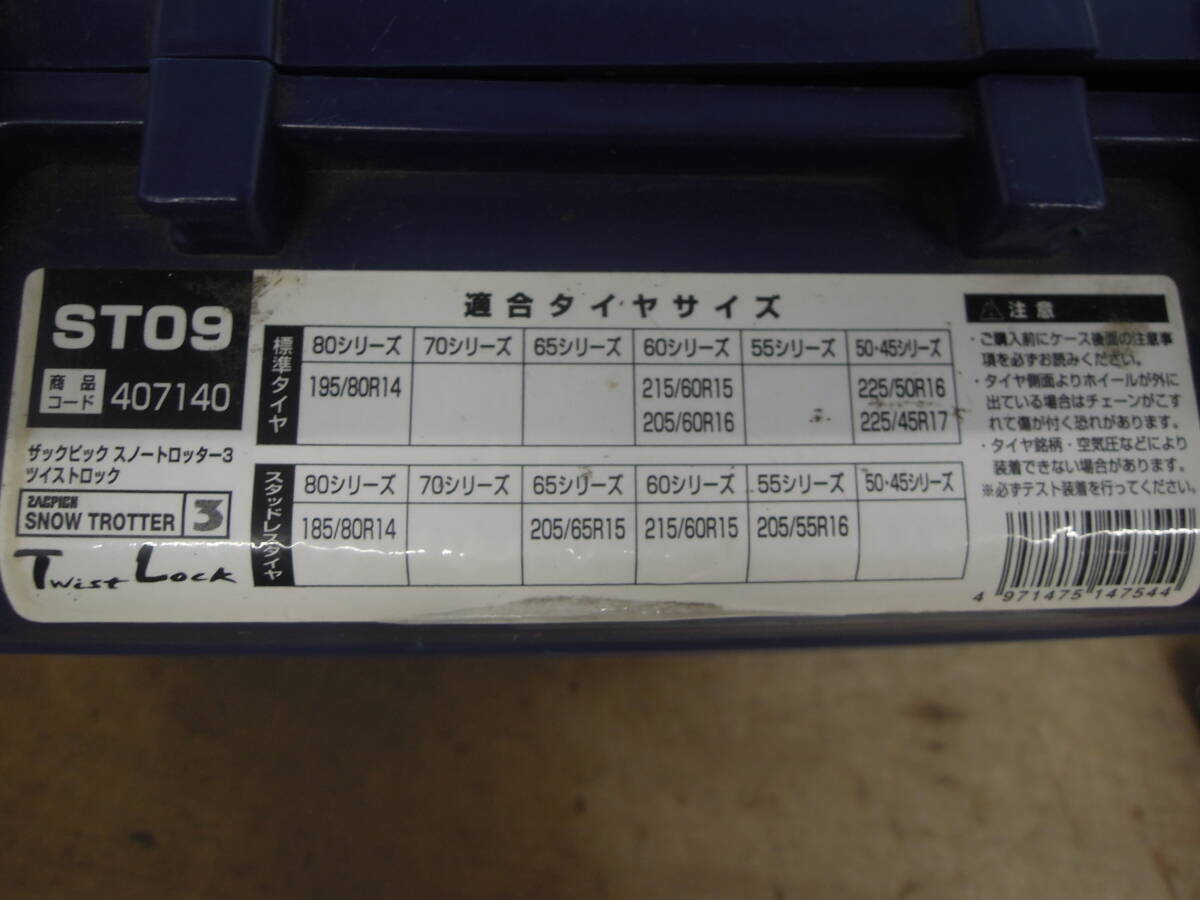 ST09
商品コード 407140
ザックピック スノートロッター3
ツイストロック
ZACPICK
SNOW TROTTER 3
Twist Lock
適合タイヤサイズ
標準タイヤ
80シリーズ 70シリーズ 65シリーズ 60シリーズ 55シリーズ 50・45シリーズ
195/80R14 215/60R15 225/50R16
205/60R16 225/45R17
スタッドレスタイヤ
80シリーズ 70シリーズ 65シリーズ 60シリーズ 55シリーズ 50・45シリーズ
185/80R14 205/65R15 215/60R15 205/55R16
注意
・ご購入前にケース後面の注意事
項を必ずお読みください。
・タイヤ側面よりホイールが外に
出ている場合はチェーンがこす
れて傷が付く恐れがあります。
・タイヤ銘柄・空気圧などにより
装着できない場合があります。
※必ずテスト装着を行ってください。
4 971475 147544